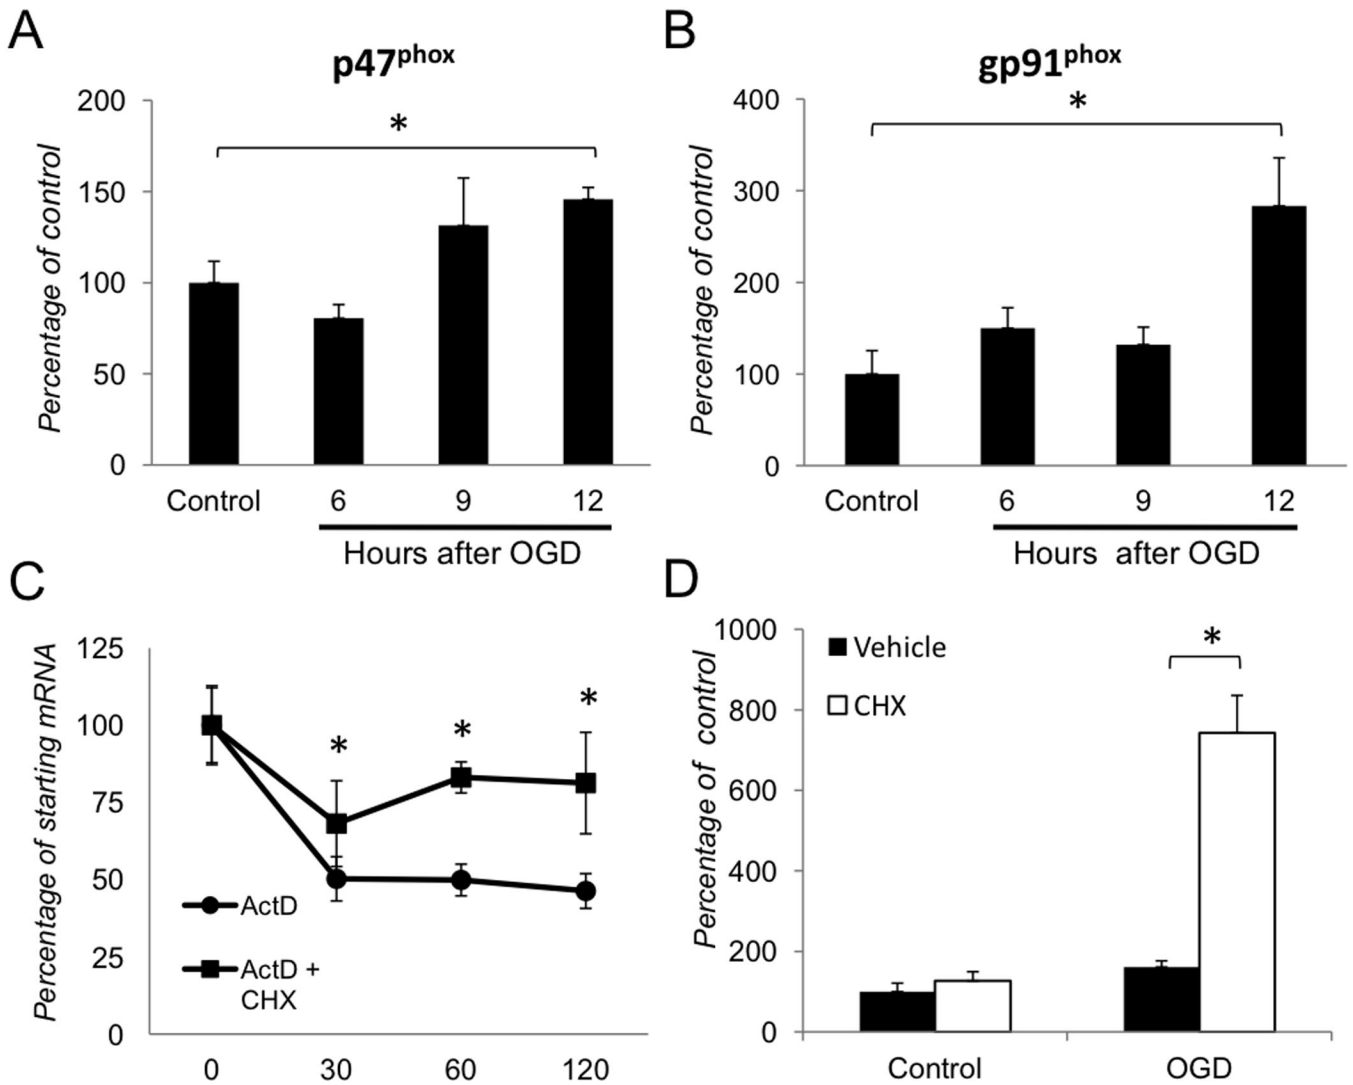 A
p47phox
Percentage of control
200
150
100
50
0
*
Control 6 9 12
Hours after OGD
B
gp91phox
Percentage of control
400
300
200
100
0
*
Control 6 9 12
Hours after OGD
C
Percentage of starting mRNA
125
100
75
50
25
0
* * *
ActD
ActD +
CHX
0 30 60 120
D
Percentage of control
1000
800
600
400
200
0
Vehicle
CHX
*
Control OGD